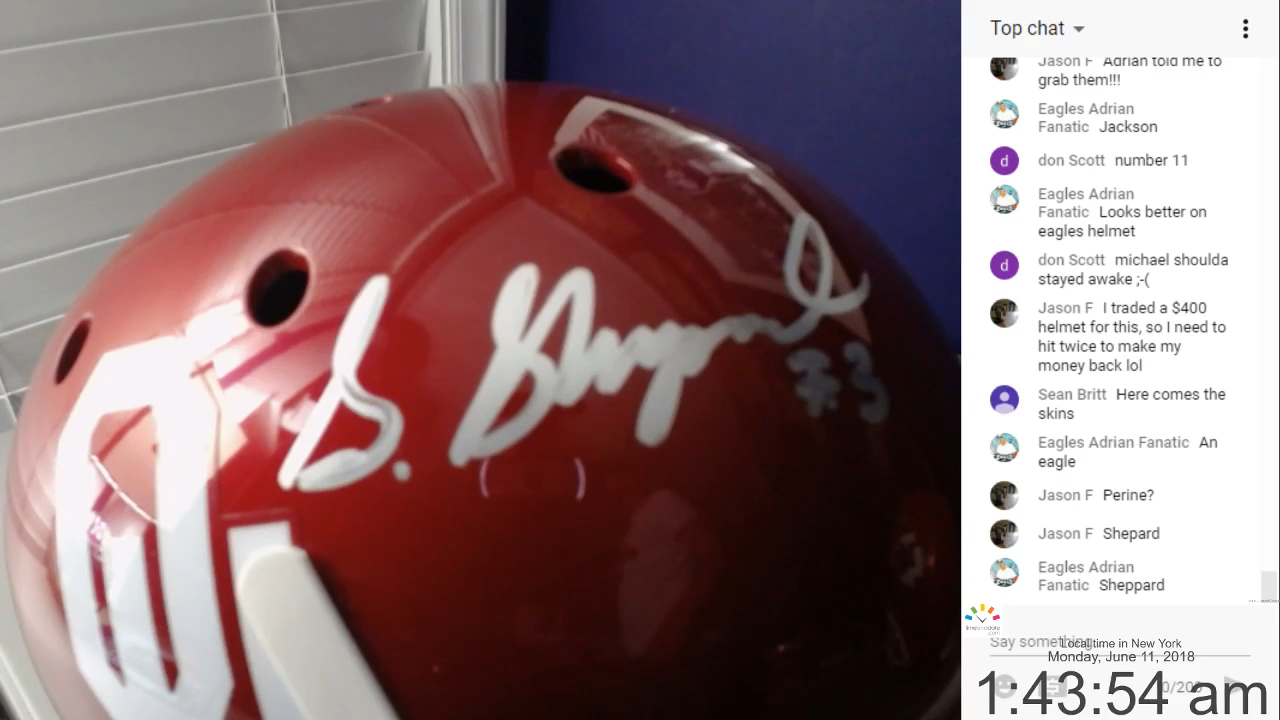 S. Shepard
#3
Top chat
Jason F Adrian told me to
grab them!!!
Eagles Adrian
Fanatic Jackson
d don Scott number 11
Eagles Adrian
Fanatic Looks better on
eagles helmet
d don Scott michael shoulda
stayed awake ;-(
Jason F I traded a $400
helmet for this, so I need to
hit twice to make my
money back lol
Sean Britt Here comes the
skins
Eagles Adrian Fanatic An
eagle
Jason F Perine?
Jason F Shepard
Eagles Adrian
Fanatic Sheppard
Say something...
Local time in New York
Monday, June 11, 2018
1:43:54 am